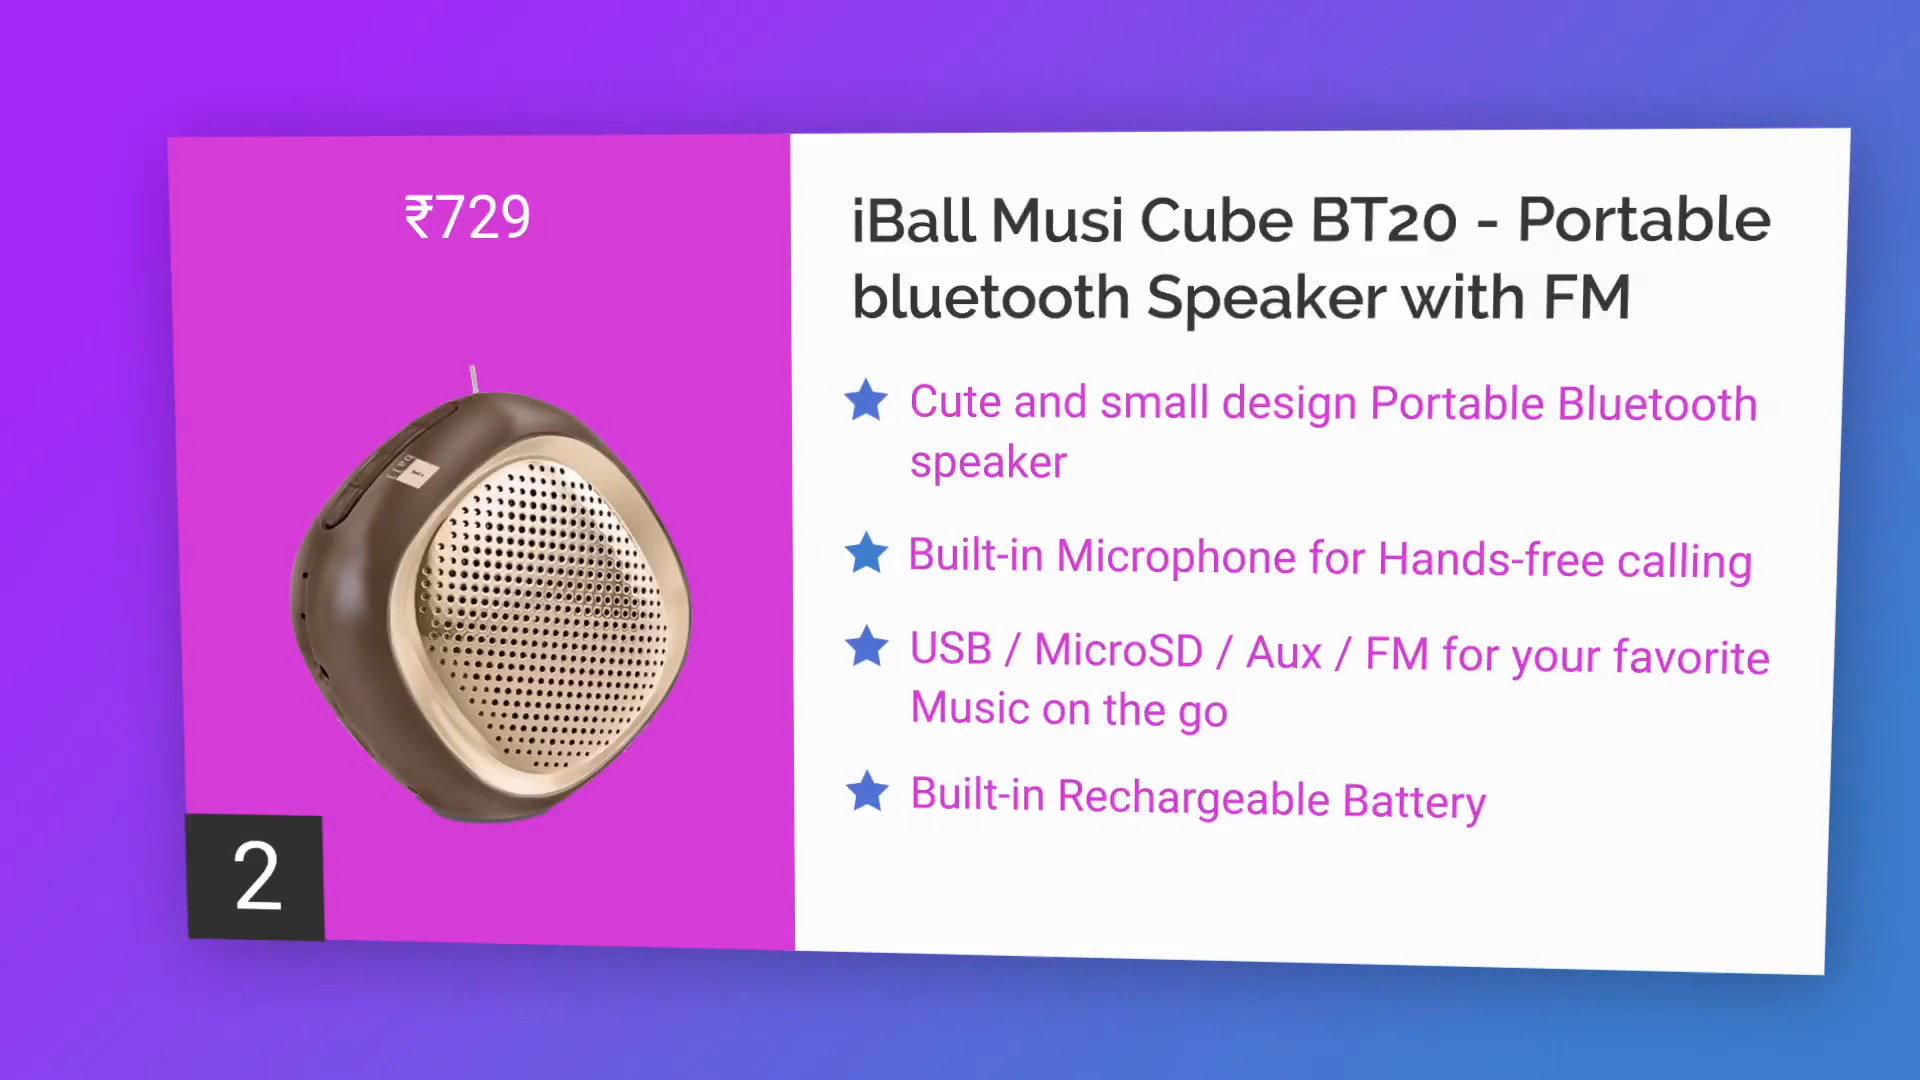 ₹729
iBall Musi Cube BT20 - Portable
bluetooth Speaker with FM
Cute and small design Portable Bluetooth
speaker
Built-in Microphone for Hands-free calling
USB / MicroSD / Aux / FM for your favorite
Music on the go
Built-in Rechargeable Battery
2